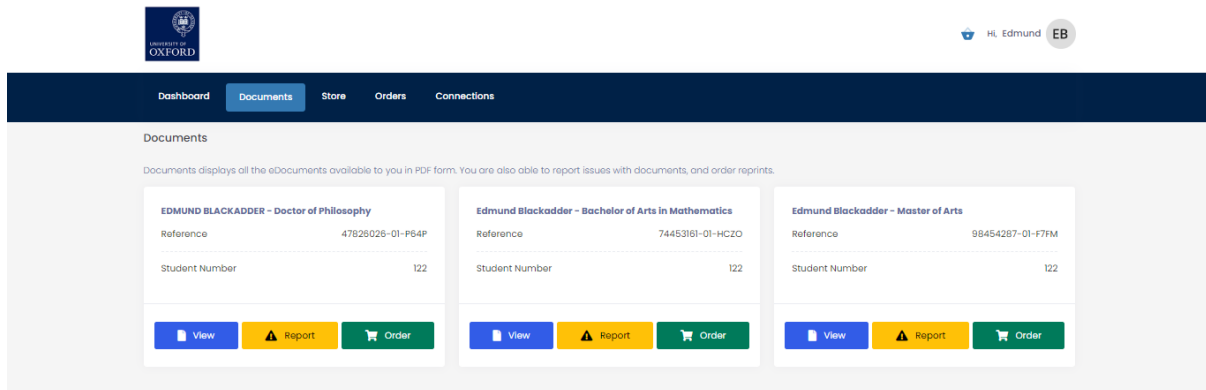 UNIVERSITY OF
OXFORD
Hi, Edmund EB
Dashboard Documents Store Orders Connections
Documents
Documents displays all the eDocuments available to you in PDF form. You are also able to report issues with documents, and order reprints.
EDMUND BLACKADDER - Doctor of Philosophy
Reference 47826026-01-P64P
Student Number 122
View Report Order
Edmund Blackadder - Bachelor of Arts in Mathematics
Reference 74453161-01-HCZO
Student Number 122
View Report Order
Edmund Blackadder - Master of Arts
Reference 98454287-01-F7FM
Student Number 122
View Report Order